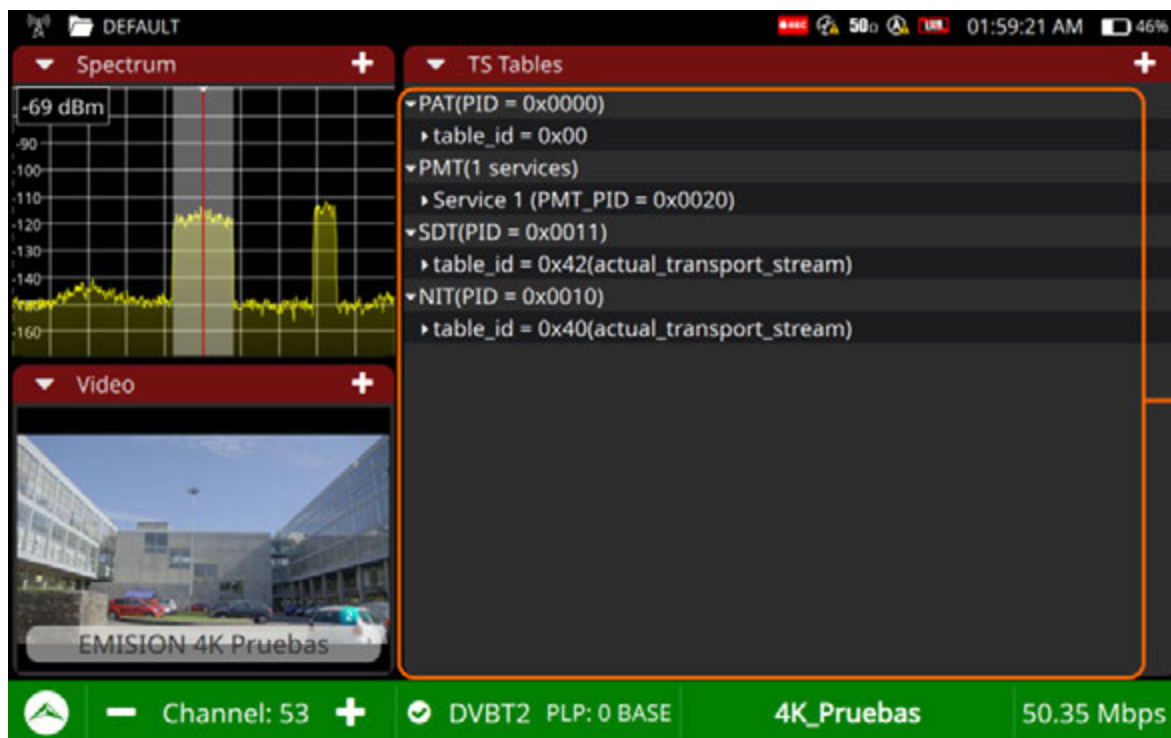 DEFAULT
50Ω
01:59:21 AM
46%
Spectrum
TS Tables
-69 dBm
-90
-100
-110
-120
-130
-140
-160
PAT(PID = 0x0000)
table_id = 0x00
PMT(1 services)
Service 1 (PMT_PID = 0x0020)
SDT(PID = 0x0011)
table_id = 0x42(actual_transport_stream)
NIT(PID = 0x0010)
table_id = 0x40(actual_transport_stream)
Video
2
EMISION 4K Pruebas
Channel: 53
DVBT2 PLP: 0 BASE
4K_Pruebas
50.35 Mbps